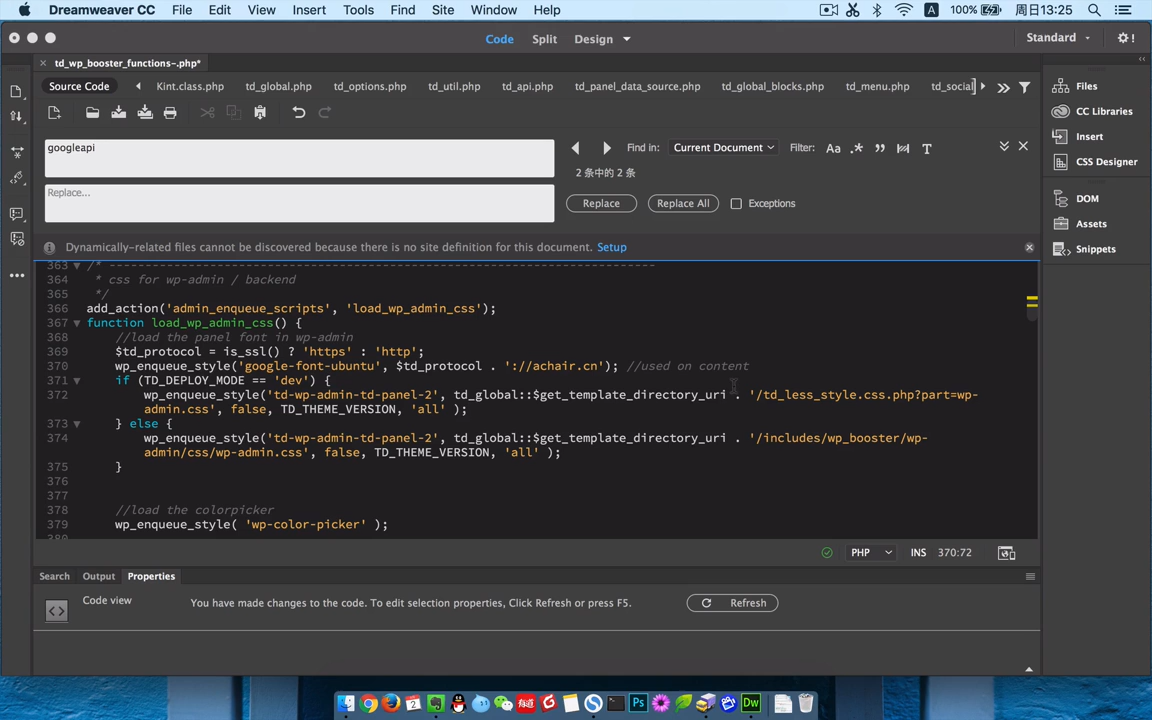 Dreamweaver CC File Edit View Insert Tools Find Site Window Help A 100% 周日13:25
Code Split Design Standard
td_wp_booster_functions-.php*
Source Code Kint.class.php td_global.php td_options.php td_util.php td_api.php td_panel_data_source.php td_global_blocks.php td_menu.php td_social
Files
CC Libraries
Insert
CSS Designer
DOM
Assets
Snippets
googleapi
Find in: Current Document Filter: Aa .* T
2 条中的 2 条
Replace...
Replace Replace All Exceptions
Dynamically-related files cannot be discovered because there is no site definition for this document. Setup
363 /* ----------------------------------------------------------------------------
364 * css for wp-admin / backend
365 */
366 add_action('admin_enqueue_scripts', 'load_wp_admin_css');
367 function load_wp_admin_css() {
368 //load the panel font in wp-admin
369 $td_protocol = is_ssl() ? 'https' : 'http';
370 wp_enqueue_style('google-font-ubuntu', $td_protocol . '://achair.cn'); //used on content
371 if (TD_DEPLOY_MODE == 'dev') {
372 wp_enqueue_style('td-wp-admin-td-panel-2', td_global::$get_template_directory_uri . '/td_less_style.css.php?part=wp-
admin.css', false, TD_THEME_VERSION, 'all' );
373 } else {
374 wp_enqueue_style('td-wp-admin-td-panel-2', td_global::$get_template_directory_uri . '/includes/wp_booster/wp-
admin/css/wp-admin.css', false, TD_THEME_VERSION, 'all' );
375 }
376
377
378 //load the colorpicker
379 wp_enqueue_style( 'wp-color-picker' );
380
PHP INS 370:72
Search Output Properties
Code view You have made changes to the code. To edit selection properties, Click Refresh or press F5. Refresh
2 Ps Dw